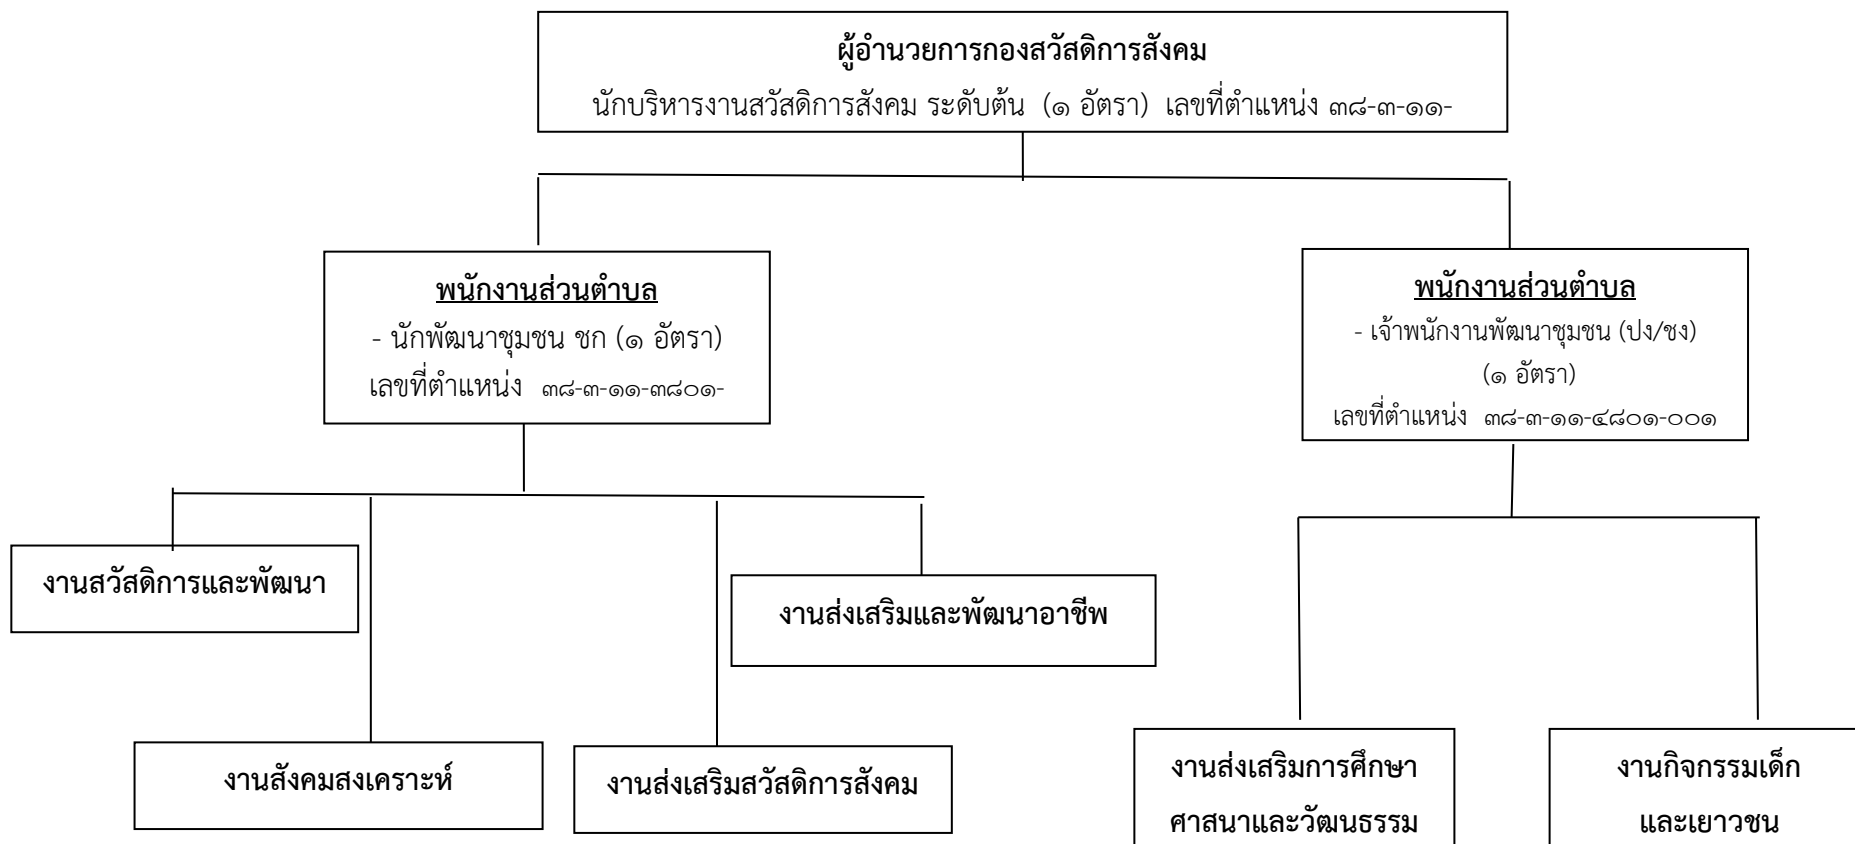 ผู้อำนวยการกองสวัสดิการสังคม
นักบริหารงานสวัสดิการสังคม ระดับต้น (๑ อัตรา) เลขที่ตำแหน่ง ๓๘-๓-๑๑-
พนักงานส่วนตำบล
- นักพัฒนาชุมชน ชก (๑ อัตรา)
เลขที่ตำแหน่ง ๓๘-๓-๑๑-๓๘๐๑-
พนักงานส่วนตำบล
- เจ้าพนักงานพัฒนาชุมชน (ปง/ชง)
(๑ อัตรา)
เลขที่ตำแหน่ง ๓๘-๓-๑๑-๔๘๐๑-๐๐๑
งานสวัสดิการและพัฒนา
งานส่งเสริมและพัฒนาอาชีพ
งานสังคมสงเคราะห์
งานส่งเสริมสวัสดิการสังคม
งานส่งเสริมการศึกษา
ศาสนาและวัฒนธรรม
งานกิจกรรมเด็ก
และเยาวชน